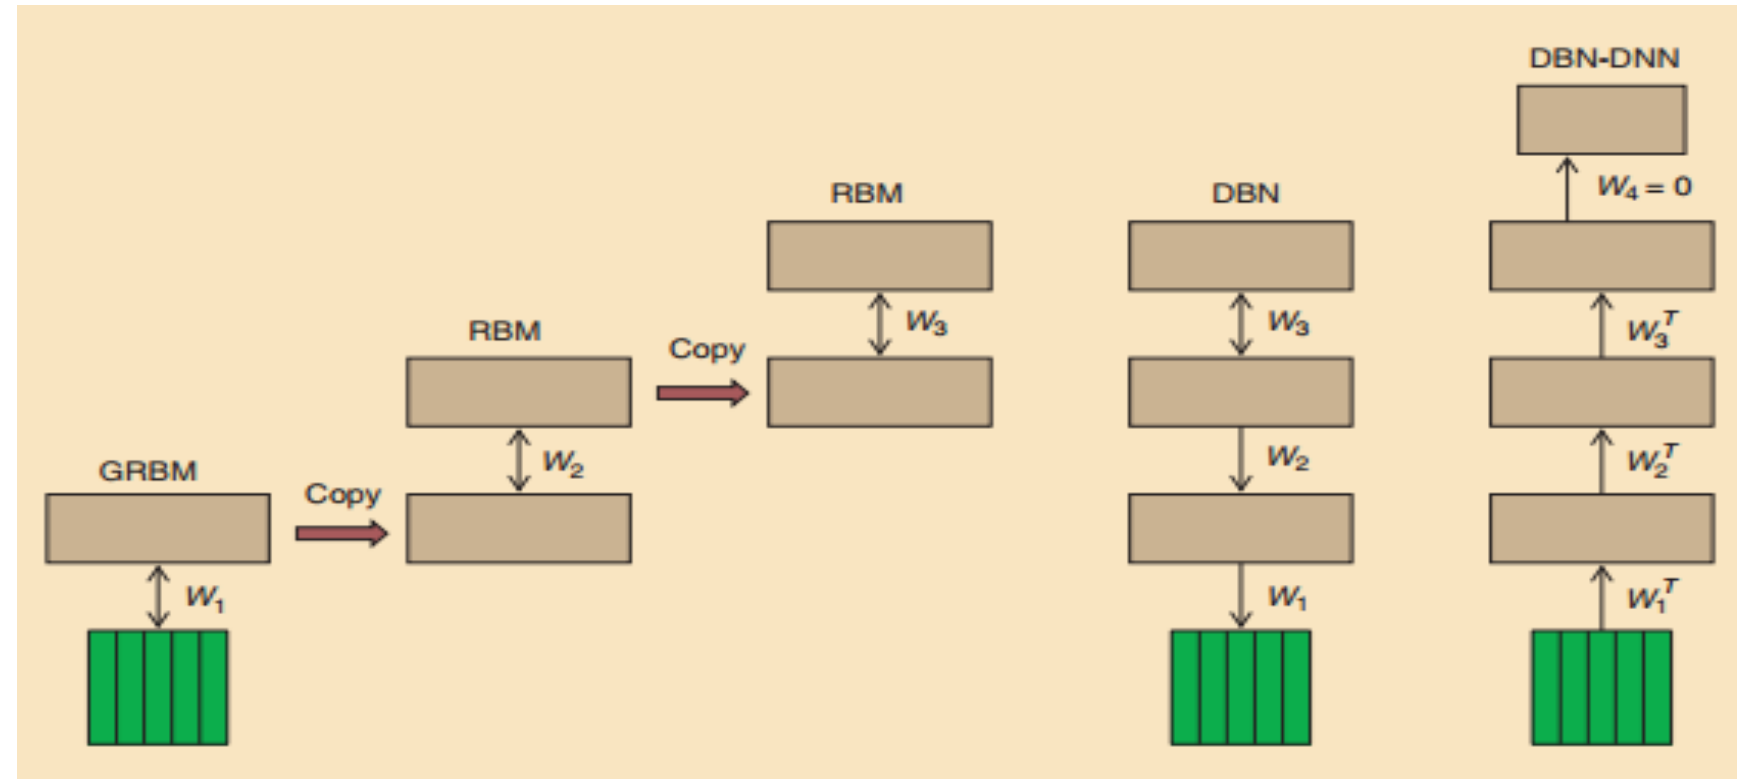 GRBM
W₁
Copy
RBM
W₂
Copy
RBM
W₃
DBN
W₃
W₂
W₁
DBN-DNN
W₄ = 0
W₃ᵀ
W₂ᵀ
W₁ᵀ